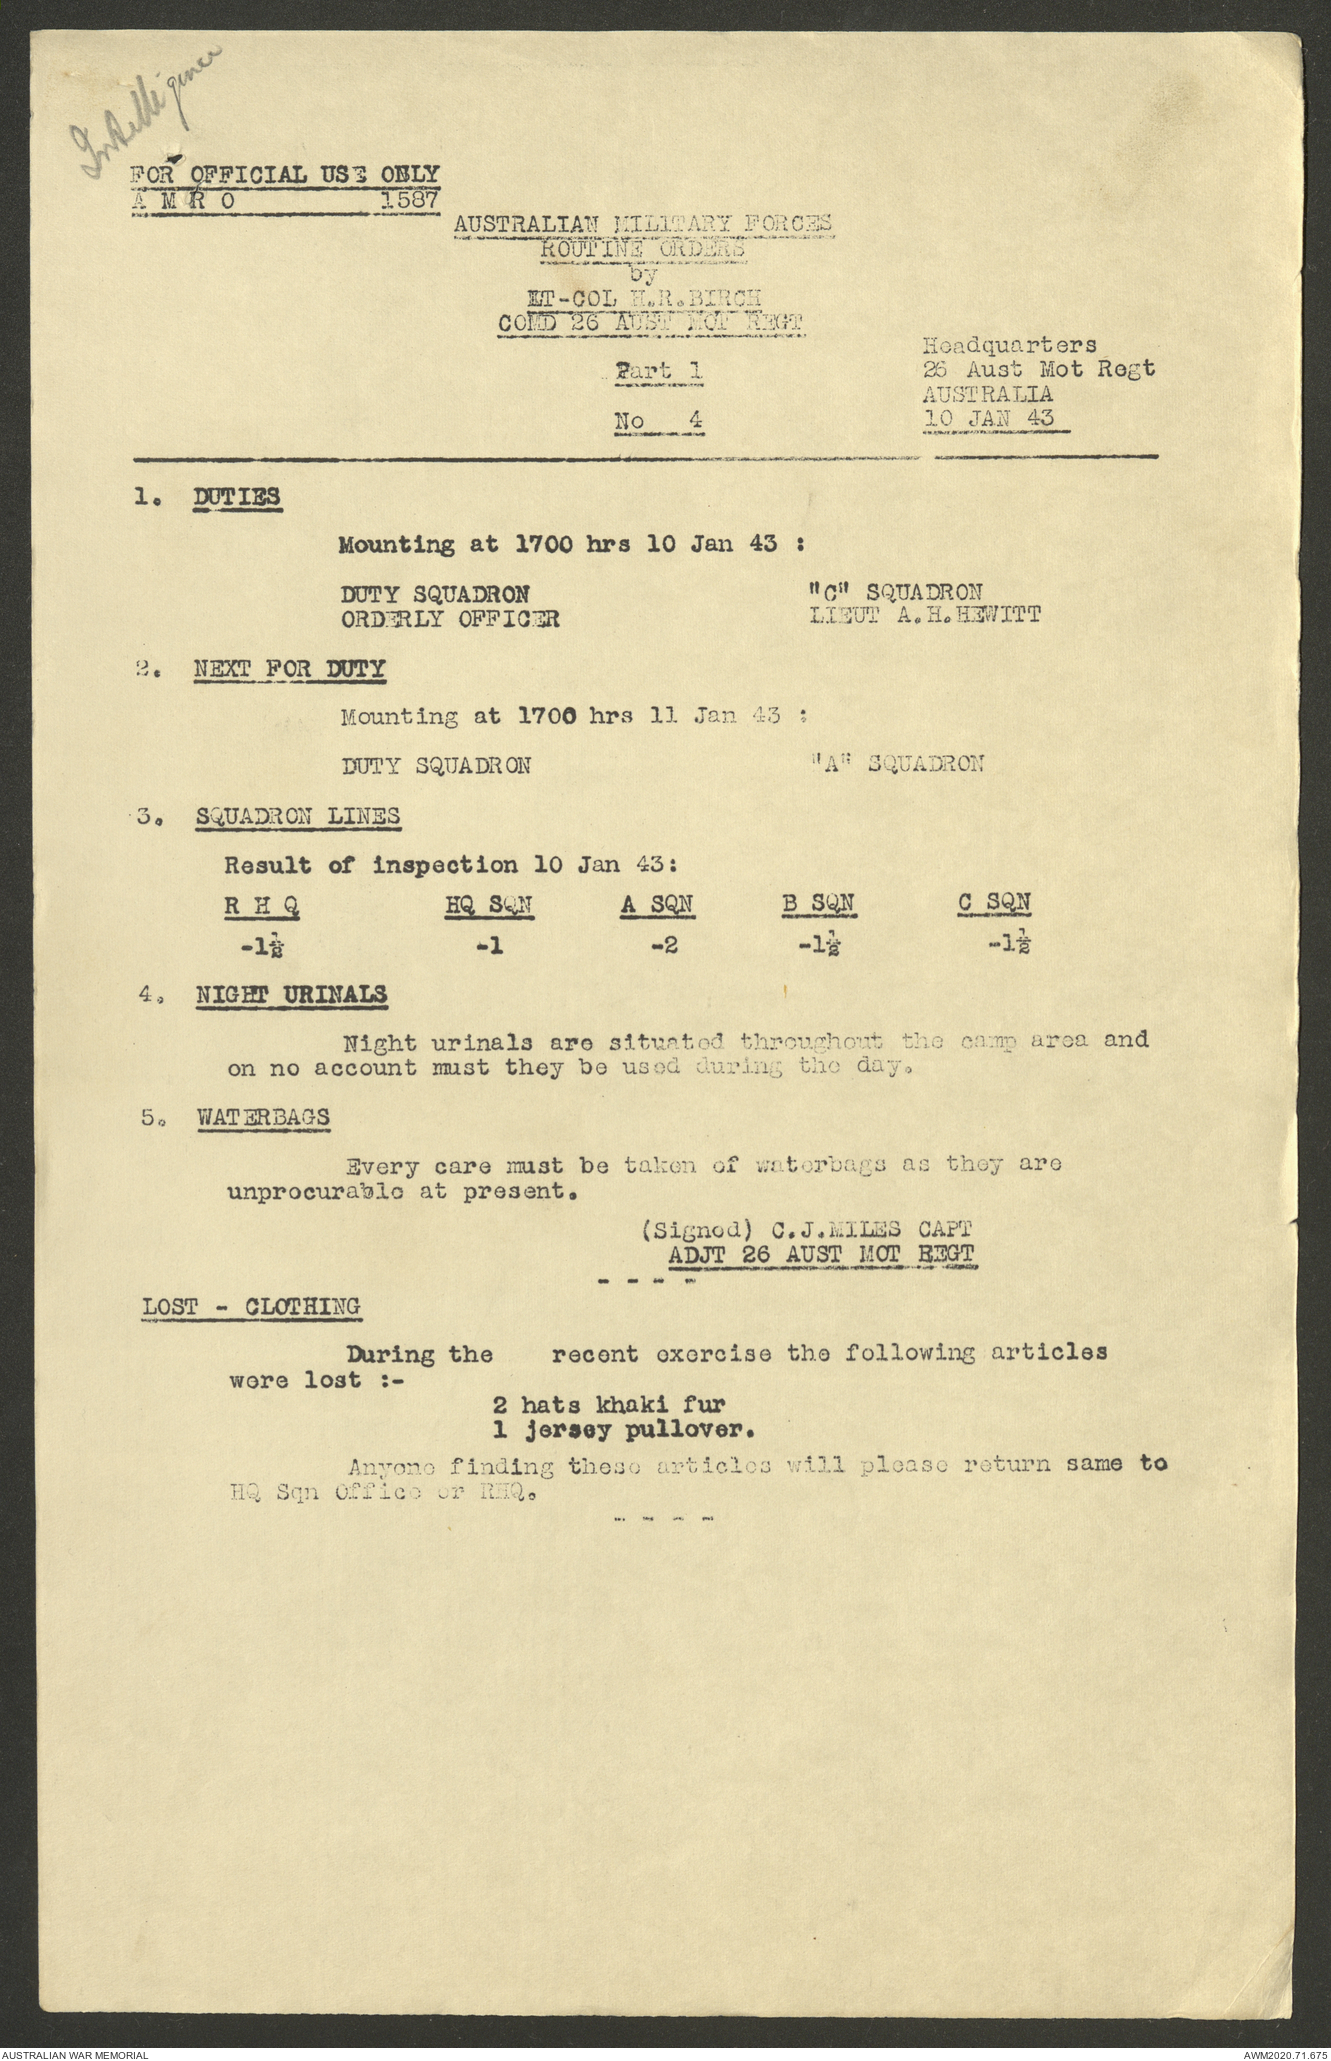 Intelligence
FOR OFFICIAL USE ONLY
A M R O 1587
AUSTRALIAN MILITARY FORCES
ROUTINE ORDERS
by
LT-COL H.R.BIRCH
COMD 26 AUST MOT REGT
Part 1
No 4
Headquarters
26 Aust Mot Regt
AUSTRALIA
10 JAN 43
1. DUTIES
Mounting at 1700 hrs 10 Jan 43 :
DUTY SQUADRON "C" SQUADRON
ORDERLY OFFICER LIEUT A.H.HEWITT
2. NEXT FOR DUTY
Mounting at 1700 hrs 11 Jan 43 :
DUTY SQUADRON "A" SQUADRON
3. SQUADRON LINES
Result of inspection 10 Jan 43:
R H Q HQ SQN A SQN B SQN C SQN
-1½ -1 -2 -1½ -1½
4. NIGHT URINALS
Night urinals are situated throughout the camp area and
on no account must they be used during the day.
5. WATERBAGS
Every care must be taken of waterbags as they are
unprocurable at present.
(Signed) C.J.MILES CAPT
ADJT 26 AUST MOT REGT
- - - -
LOST - CLOTHING
During the recent exercise the following articles
were lost :-
2 hats khaki fur
1 jersey pullover.
Anyone finding these articles will please return same to
HQ Sqn Office or RHQ.
- - - -
AUSTRALIAN WAR MEMORIAL AWM2020.71.675